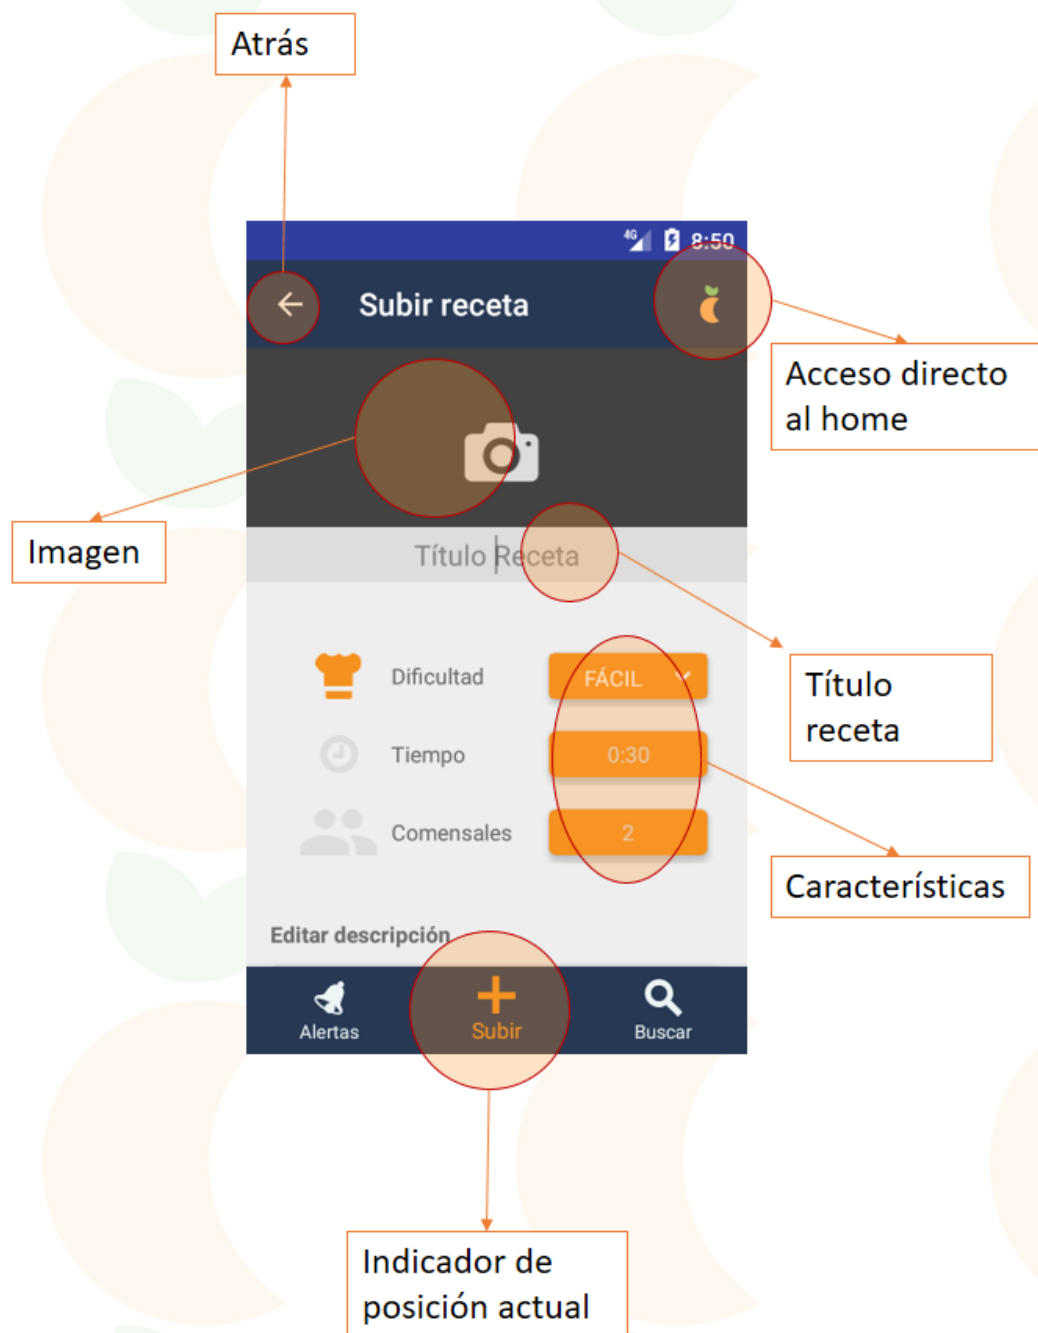 Atrás
4G 8:50
Subir receta
Acceso directo
al home
Imagen
Título Receta
Título
receta
Dificultad FÁCIL
Tiempo 0:30
Comensales 2
Características
Editar descripción
Alertas Subir Buscar
Indicador de
posición actual